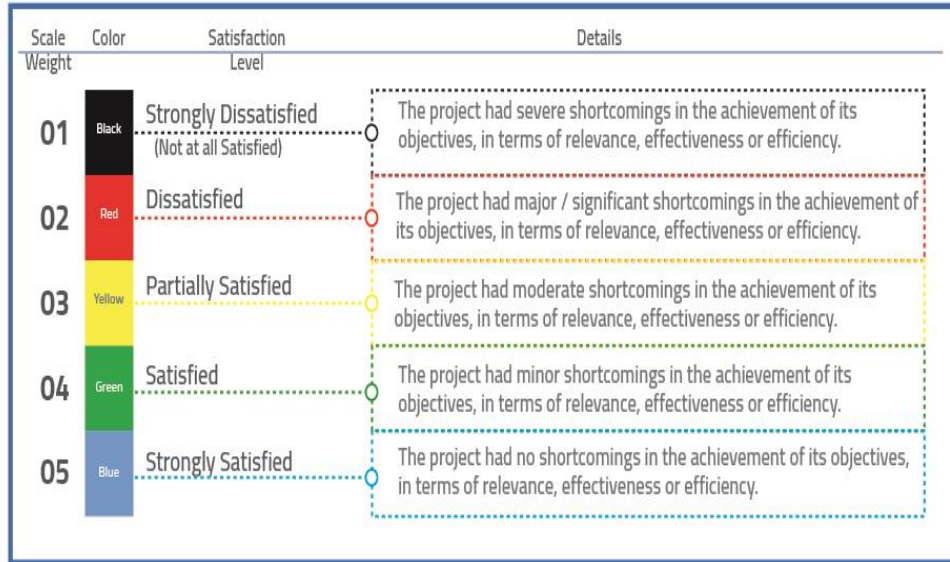 Scale Weight
Color
Satisfaction Level
Details
01
Black
Strongly Dissatisfied
(Not at all Satisfied)
The project had severe shortcomings in the achievement of its
objectives, in terms of relevance, effectiveness or efficiency.
02
Red
Dissatisfied
The project had major / significant shortcomings in the achievement of
its objectives, in terms of relevance, effectiveness or efficiency.
03
Yellow
Partially Satisfied
The project had moderate shortcomings in the achievement of its
objectives, in terms of relevance, effectiveness or efficiency.
04
Green
Satisfied
The project had minor shortcomings in the achievement of its
objectives, in terms of relevance, effectiveness or efficiency.
05
Blue
Strongly Satisfied
The project had no shortcomings in the achievement of its objectives,
in terms of relevance, effectiveness or efficiency.